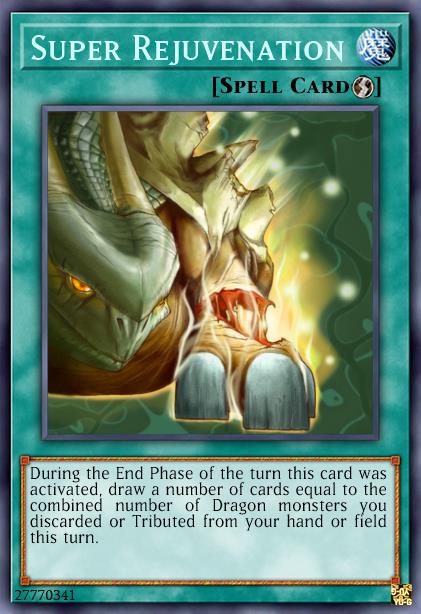 SUPER REJUVENATION
魔
[SPELL CARD]
During the End Phase of the turn this card was
activated, draw a number of cards equal to the
combined number of Dragon monsters you
discarded or Tributed from your hand or field
this turn.
27770341